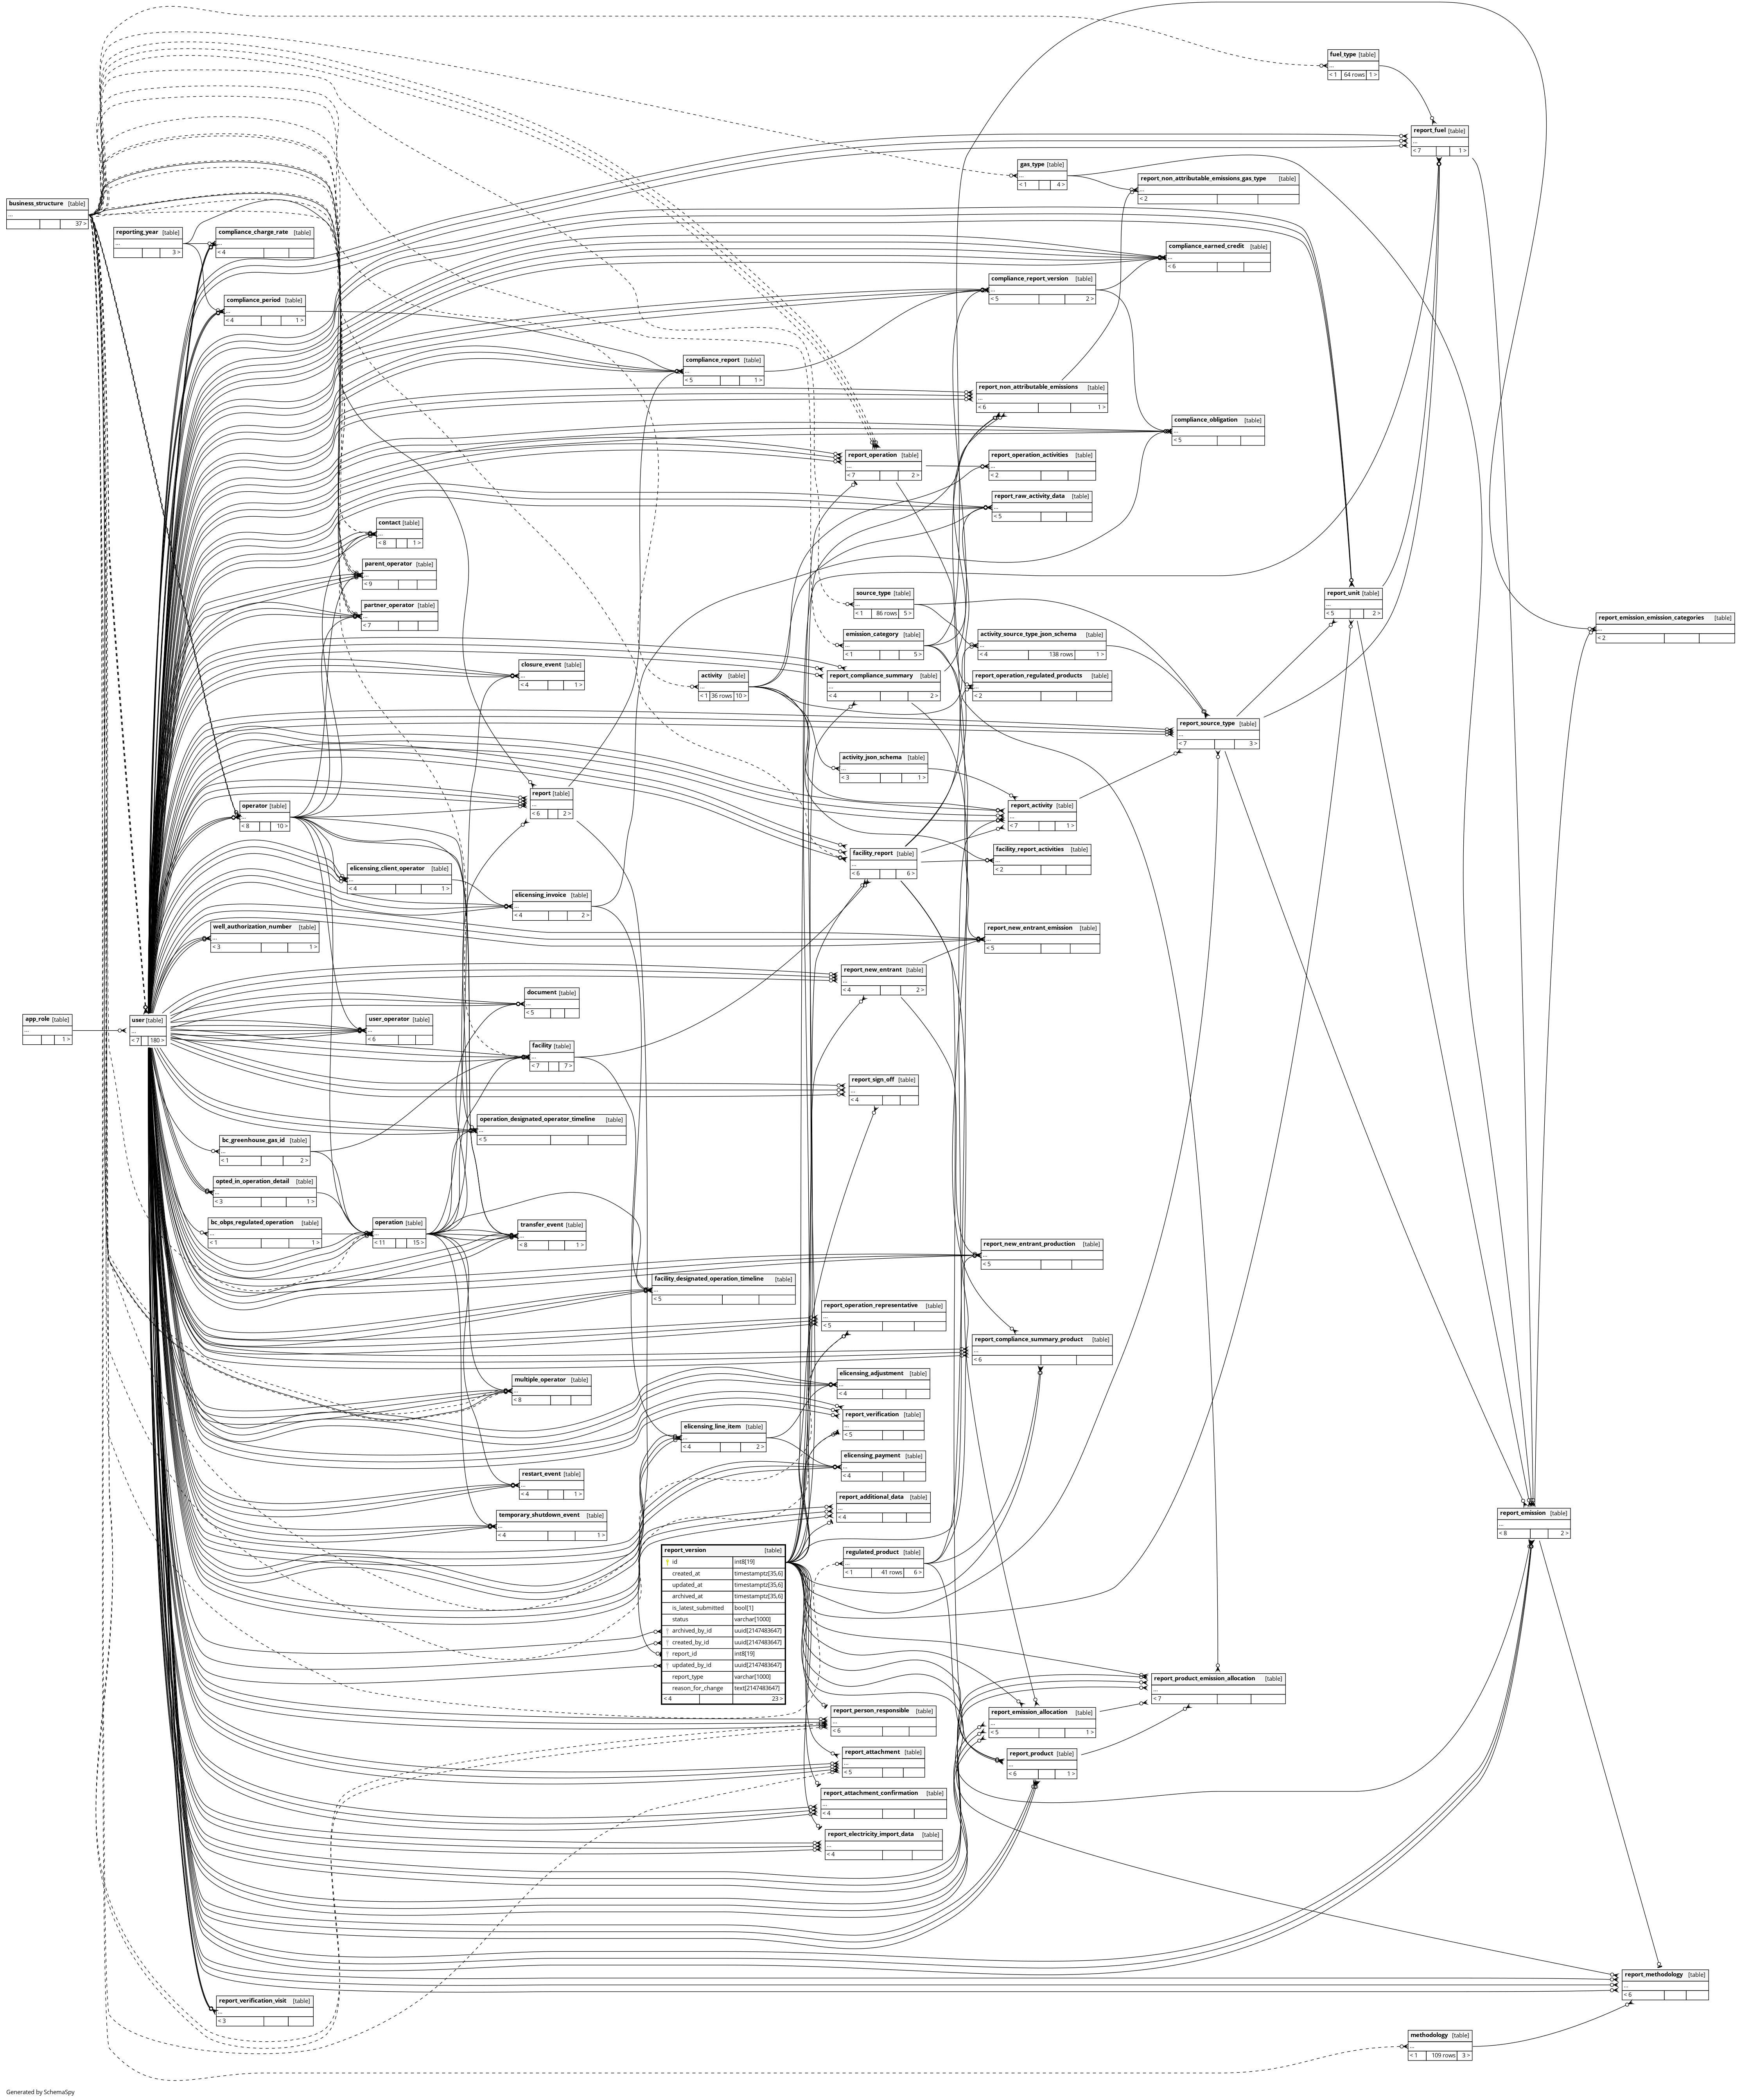 fuel_type [table]
...
< 1 64 rows 1 >
report_fuel [table]
...
< 7 1 >
gas_type [table]
...
< 1 4 >
report_non_attributable_emissions_gas_type [table]
...
< 2
business_structure [table]
...
37 >
reporting_year [table]
...
3 >
compliance_charge_rate [table]
...
< 4
compliance_earned_credit [table]
...
< 6
compliance_report_version [table]
...
< 5 2 >
compliance_period [table]
...
< 4 1 >
compliance_report [table]
...
< 5 1 >
report_non_attributable_emissions [table]
...
< 6 1 >
compliance_obligation [table]
...
< 5
report_operation [table]
...
< 7 2 >
report_operation_activities [table]
...
< 2
report_raw_activity_data [table]
...
< 5
contact [table]
...
< 8 1 >
parent_operator [table]
...
< 9
partner_operator [table]
...
< 7
source_type [table]
...
< 1 86 rows 5 >
report_unit [table]
...
< 5 2 >
report_emission_emission_categories [table]
...
< 2
emission_category [table]
...
< 1 5 >
activity_source_type_json_schema [table]
...
< 4 138 rows 1 >
closure_event [table]
...
< 4 1 >
activity [table]
...
< 1 36 rows 10 >
report_compliance_summary [table]
...
< 4 2 >
report_operation_regulated_products [table]
...
< 2
report_source_type [table]
...
< 7 3 >
activity_json_schema [table]
...
< 3 1 >
operator [table]
...
< 8 10 >
report [table]
...
< 6 2 >
report_activity [table]
...
< 7 1 >
facility_report [table]
...
< 6 6 >
facility_report_activities [table]
...
< 2
elicensing_client_operator [table]
...
< 4 1 >
elicensing_invoice [table]
...
< 4 2 >
well_authorization_number [table]
...
< 3 1 >
report_new_entrant_emission [table]
...
< 5
report_new_entrant [table]
...
< 4 2 >
document [table]
...
< 5
app_role [table]
...
1 >
user [table]
...
< 7 180 >
user_operator [table]
...
< 6
facility [table]
...
< 7 7 >
report_sign_off [table]
...
< 4
operation_designated_operator_timeline [table]
...
< 5
bc_greenhouse_gas_id [table]
...
< 1 2 >
opted_in_operation_detail [table]
...
< 3 1 >
bc_obps_regulated_operation [table]
...
< 1 1 >
operation [table]
...
< 11 15 >
transfer_event [table]
...
< 8 1 >
report_new_entrant_production [table]
...
< 5
facility_designated_operation_timeline [table]
...
< 5
report_operation_representative [table]
...
< 5
report_compliance_summary_product [table]
...
< 6
multiple_operator [table]
...
< 8
elicensing_adjustment [table]
...
< 4
report_verification [table]
...
< 5
elicensing_line_item [table]
...
< 4 2 >
elicensing_payment [table]
...
< 4
restart_event [table]
...
< 4 1 >
report_additional_data [table]
...
< 4
temporary_shutdown_event [table]
...
< 4 1 >
report_emission [table]
...
< 8 2 >
report_version [table]
id int8[19]
created_at timestamptz[35,6]
updated_at timestamptz[35,6]
archived_at timestamptz[35,6]
is_latest_submitted bool[1]
status varchar[1000]
archived_by_id uuid[2147483647]
created_by_id uuid[2147483647]
report_id int8[19]
updated_by_id uuid[2147483647]
report_type varchar[1000]
reason_for_change text[2147483647]
< 4 23 >
regulated_product [table]
...
< 1 41 rows 6 >
report_product_emission_allocation [table]
...
< 7
report_person_responsible [table]
...
< 6
report_emission_allocation [table]
...
< 5 1 >
report_attachment [table]
...
< 5
report_product [table]
...
< 6 1 >
report_attachment_confirmation [table]
...
< 4
report_electricity_import_data [table]
...
< 4
report_methodology [table]
...
< 6
report_verification_visit [table]
...
< 3
methodology [table]
...
< 1 109 rows 3 >
Generated by SchemaSpy